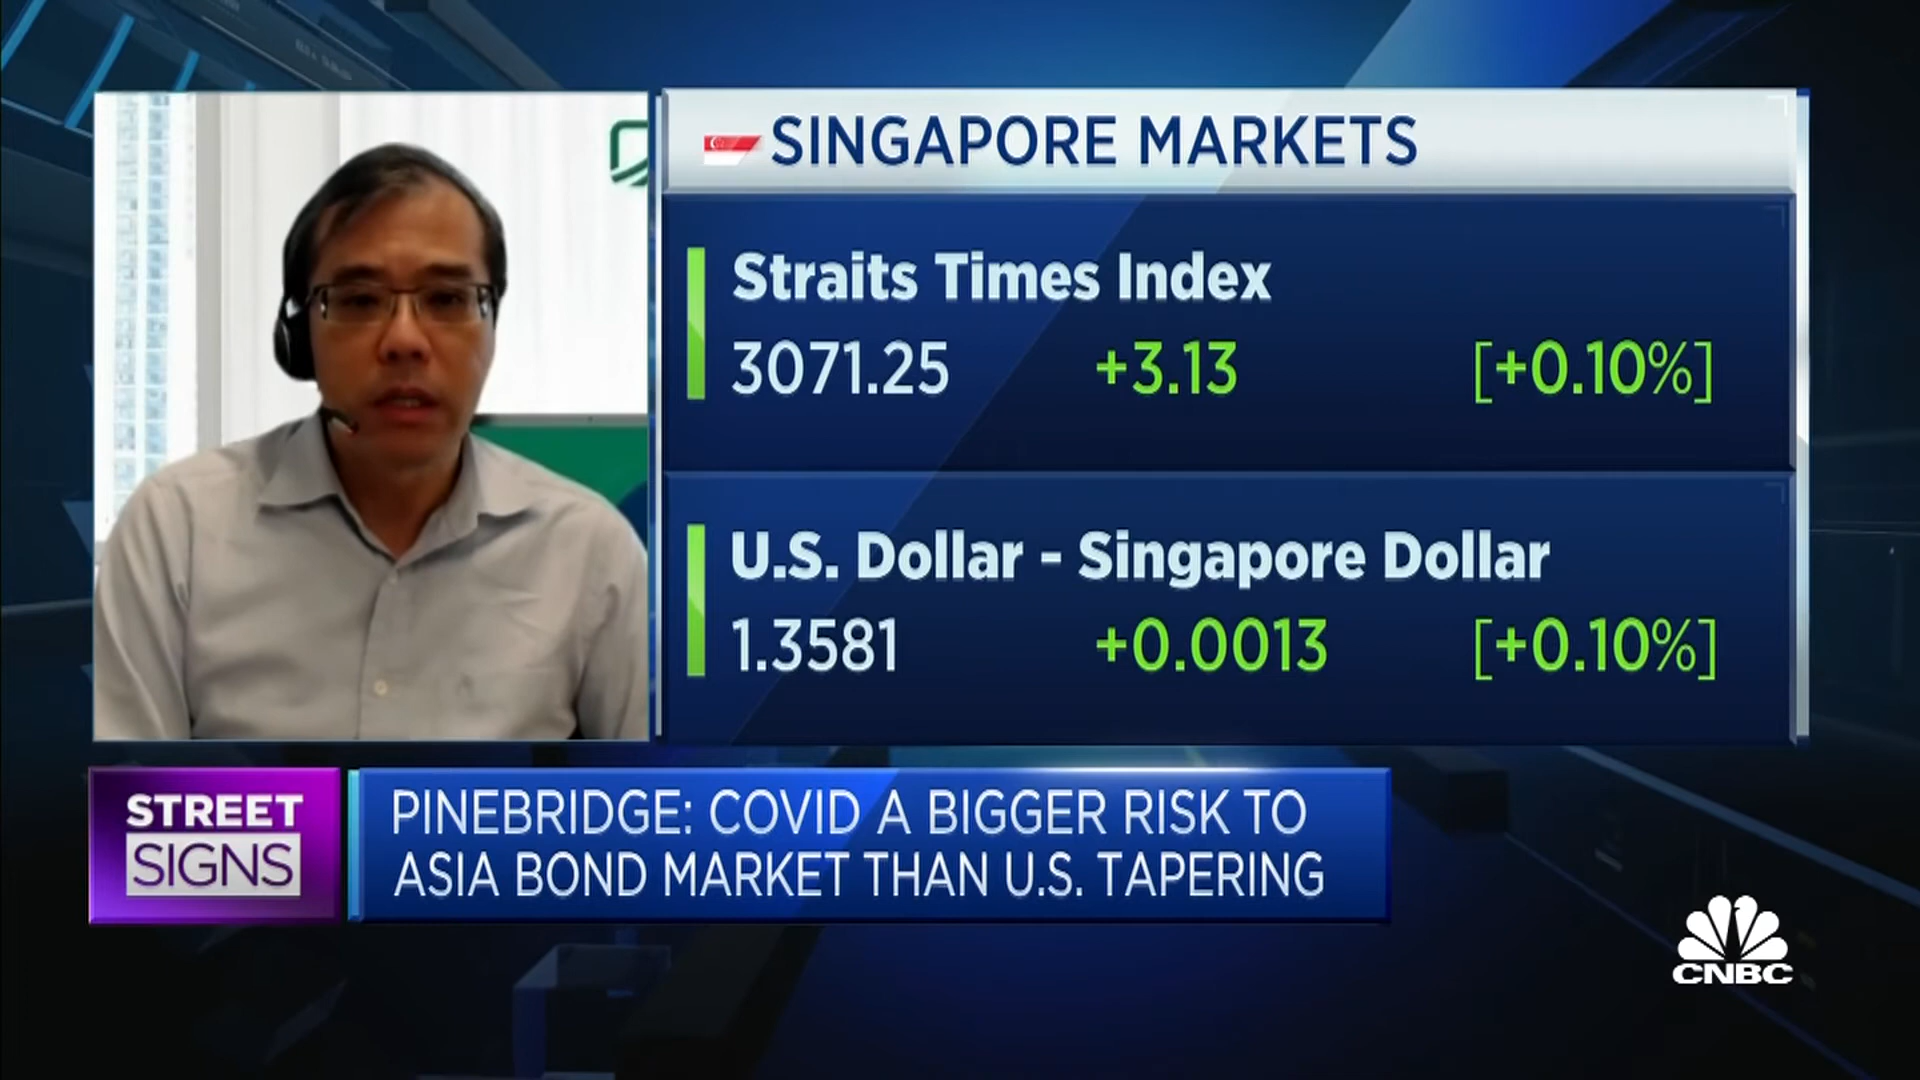 SINGAPORE MARKETS
Straits Times Index
3071.25 +3.13 [+0.10%]
U.S. Dollar - Singapore Dollar
1.3581 +0.0013 [+0.10%]
STREET
SIGNS
PINEBRIDGE: COVID A BIGGER RISK TO
ASIA BOND MARKET THAN U.S. TAPERING
CNBC